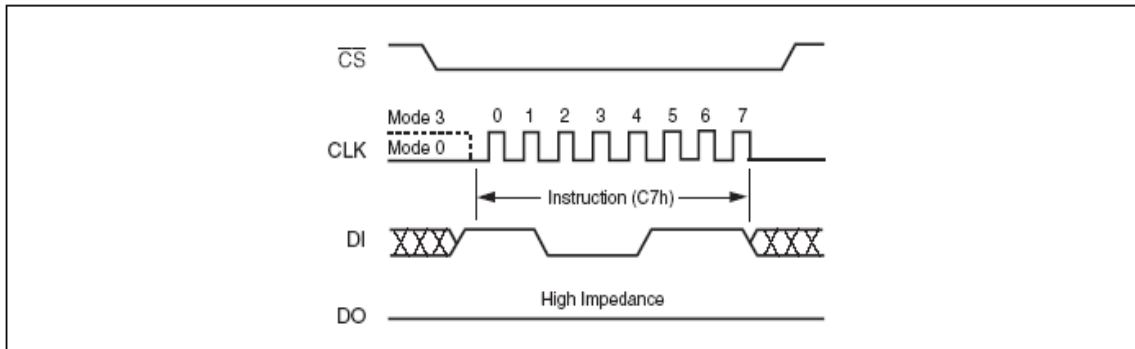 CS
Mode 3
0 1 2 3 4 5 6 7
CLK
Mode 0
Instruction (C7h)
DI
High Impedance
DO